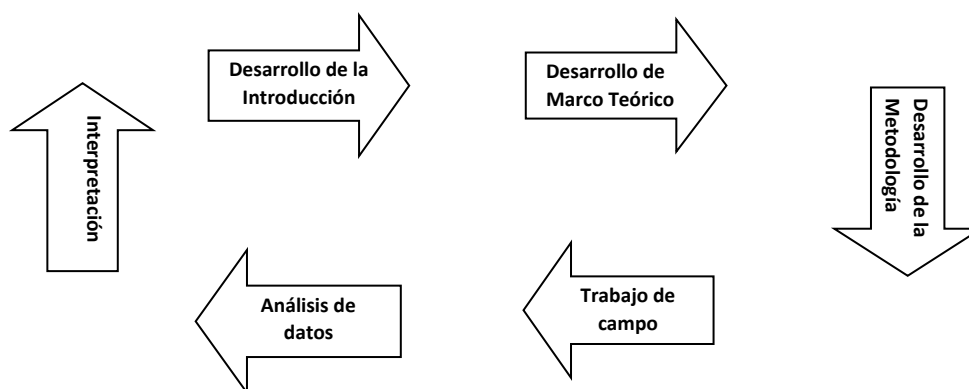 Desarrollo de la
Introducción
Desarrollo de
Marco Teórico
Desarrollo de la
Metodología
Trabajo de
campo
Análisis de
datos
Interpretación